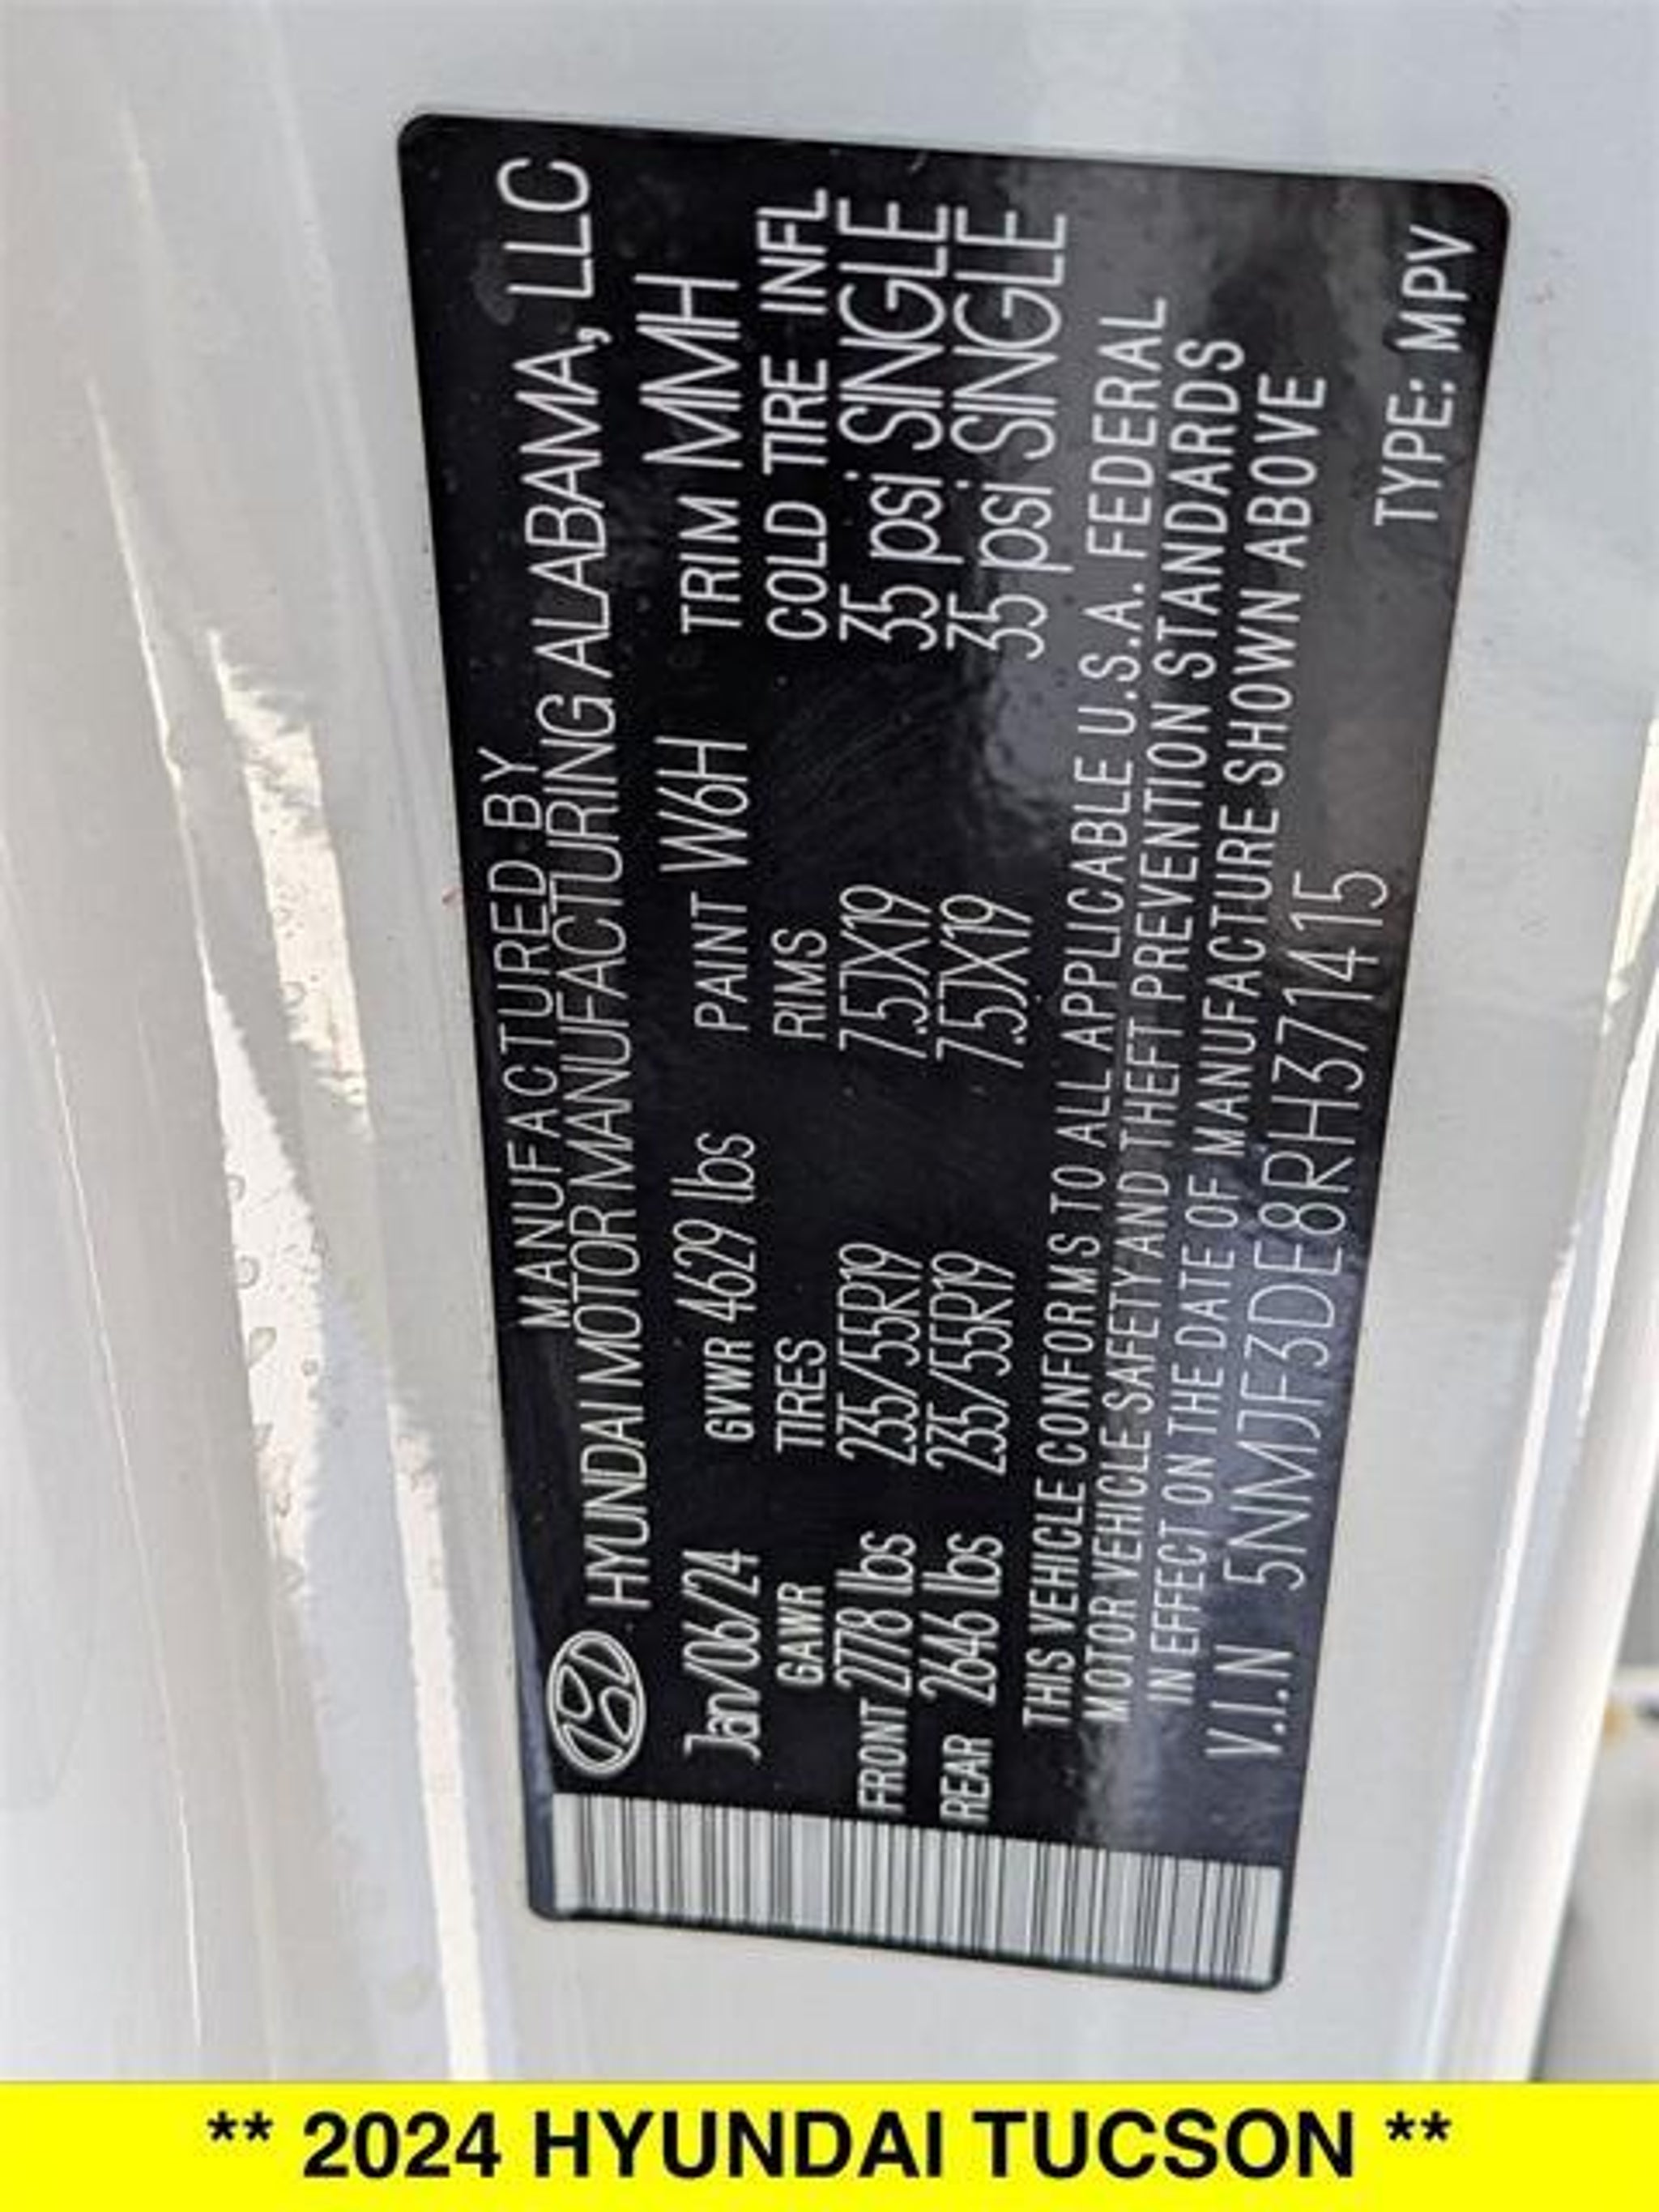 MANUFACTURED BY
HYUNDAI MOTOR MANUFACTURING ALABAMA, LLC
Jan/06/24 GVWR 4629 lbs PAINT W6H TRIM MMH
GAWR TIRES RIMS COLD TIRE INFL
FRONT 2778 lbs 235/55R19 7.5JX19 35 psi SINGLE
REAR 2646 lbs 235/55R19 7.5JX19 35 psi SINGLE
THIS VEHICLE CONFORMS TO ALL APPLICABLE U.S.A. FEDERAL
MOTOR VEHICLE SAFETY AND THEFT PREVENTION STANDARDS
IN EFFECT ON THE DATE OF MANUFACTURE SHOWN ABOVE
V.I.N 5NMJF3DE8RH371415 TYPE: MPV
** 2024 HYUNDAI TUCSON **